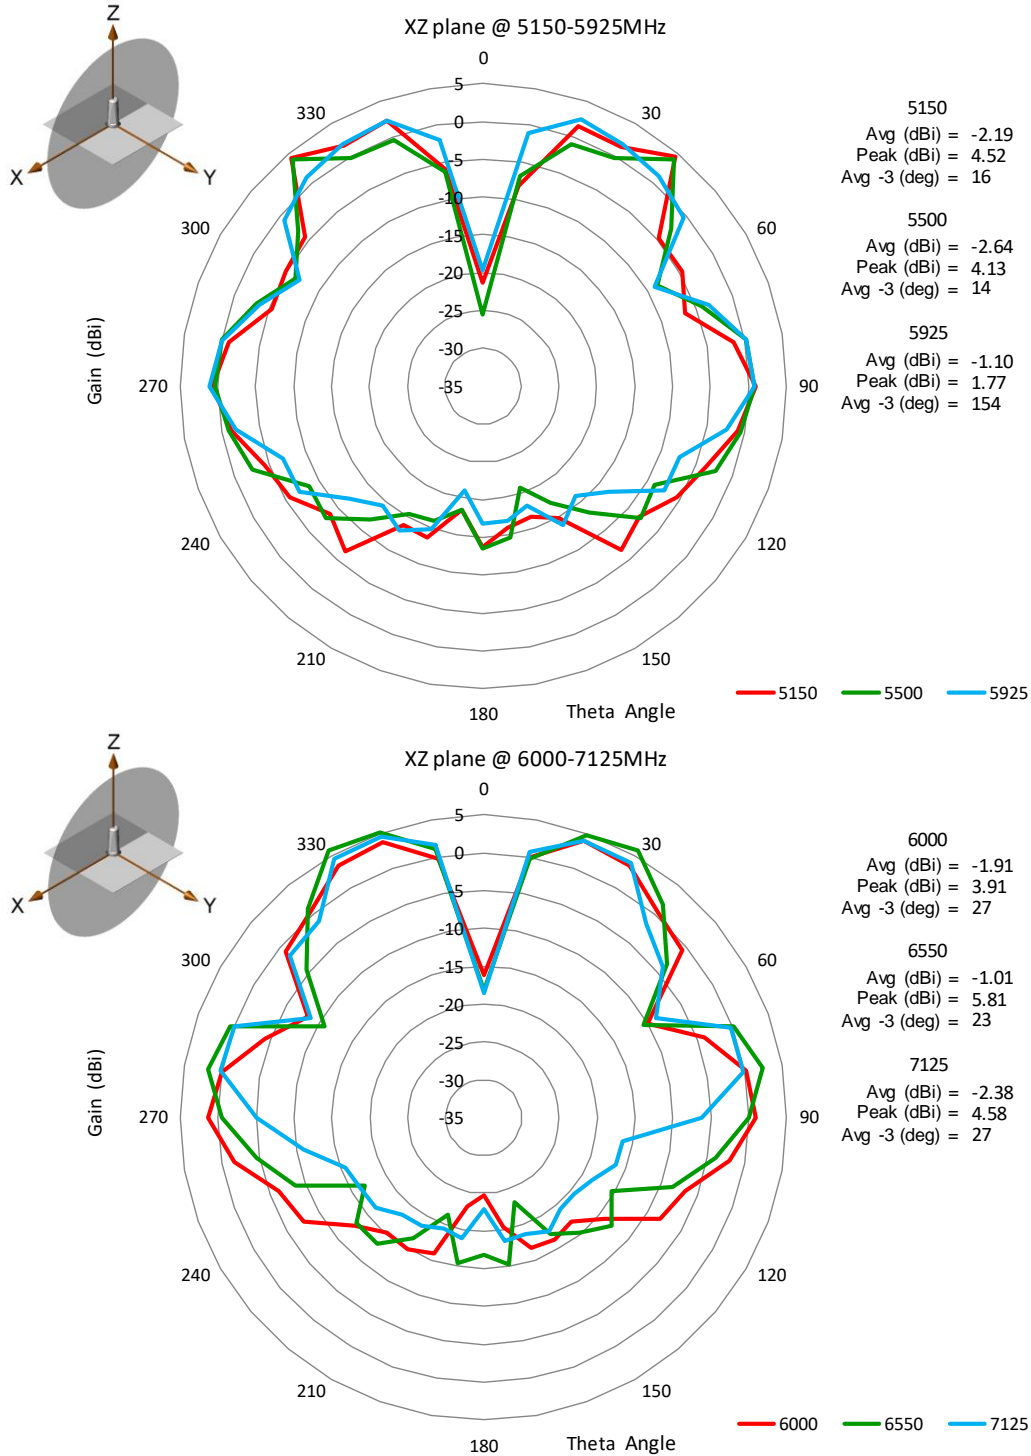 Z
X
Y
XZ plane @ 5150-5925MHz
0
30
60
90
120
150
180
210
240
270
300
330
5
0
-5
-10
-15
-20
-25
-30
-35
Gain (dBi)
Theta Angle
5150
Avg (dBi) = -2.19
Peak (dBi) = 4.52
Avg -3 (deg) = 16
5500
Avg (dBi) = -2.64
Peak (dBi) = 4.13
Avg -3 (deg) = 14
5925
Avg (dBi) = -1.10
Peak (dBi) = 1.77
Avg -3 (deg) = 154
5150 5500 5925
Z
X
Y
XZ plane @ 6000-7125MHz
0
30
60
90
120
150
180
210
240
270
300
330
5
0
-5
-10
-15
-20
-25
-30
-35
Gain (dBi)
Theta Angle
6000
Avg (dBi) = -1.91
Peak (dBi) = 3.91
Avg -3 (deg) = 27
6550
Avg (dBi) = -1.01
Peak (dBi) = 5.81
Avg -3 (deg) = 23
7125
Avg (dBi) = -2.38
Peak (dBi) = 4.58
Avg -3 (deg) = 27
6000 6550 7125